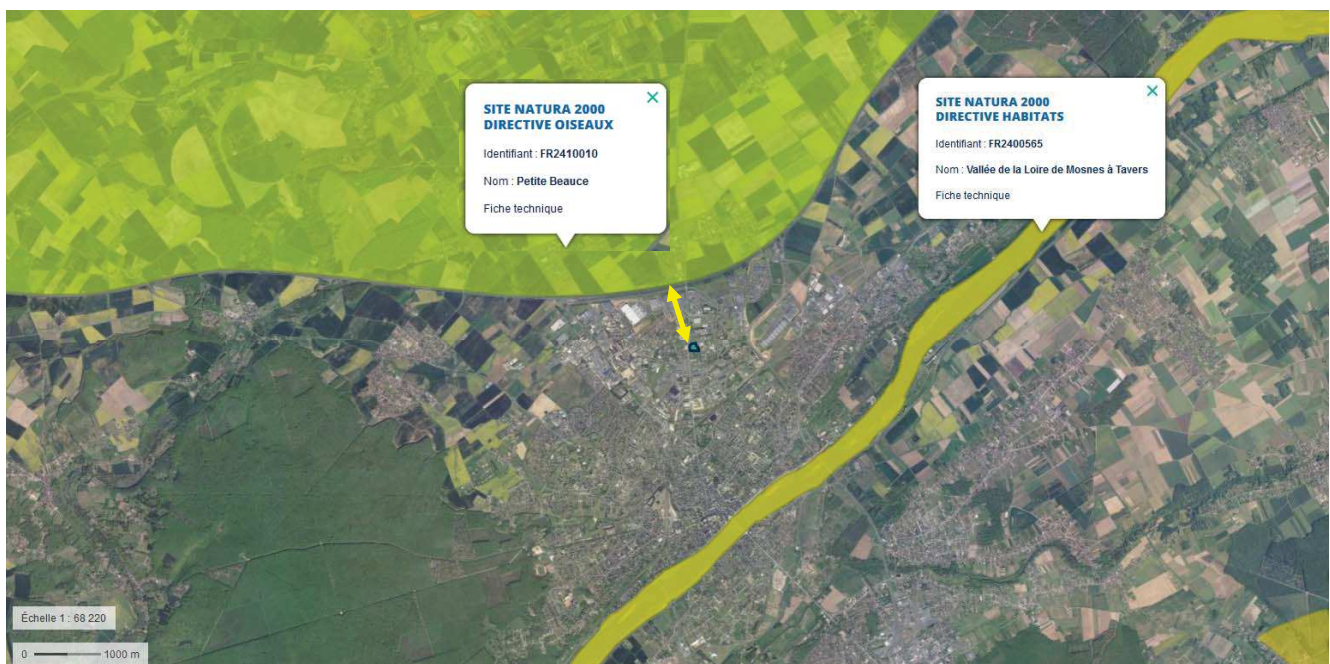 SITE NATURA 2000
DIRECTIVE OISEAUX
Identifiant : FR2410010
Nom : Petite Beauce
Fiche technique
SITE NATURA 2000
DIRECTIVE HABITATS
Identifiant : FR2400565
Nom : Vallée de la Loire de Mosnes à Tavers
Fiche technique
Échelle 1 : 68 220
0 1000 m